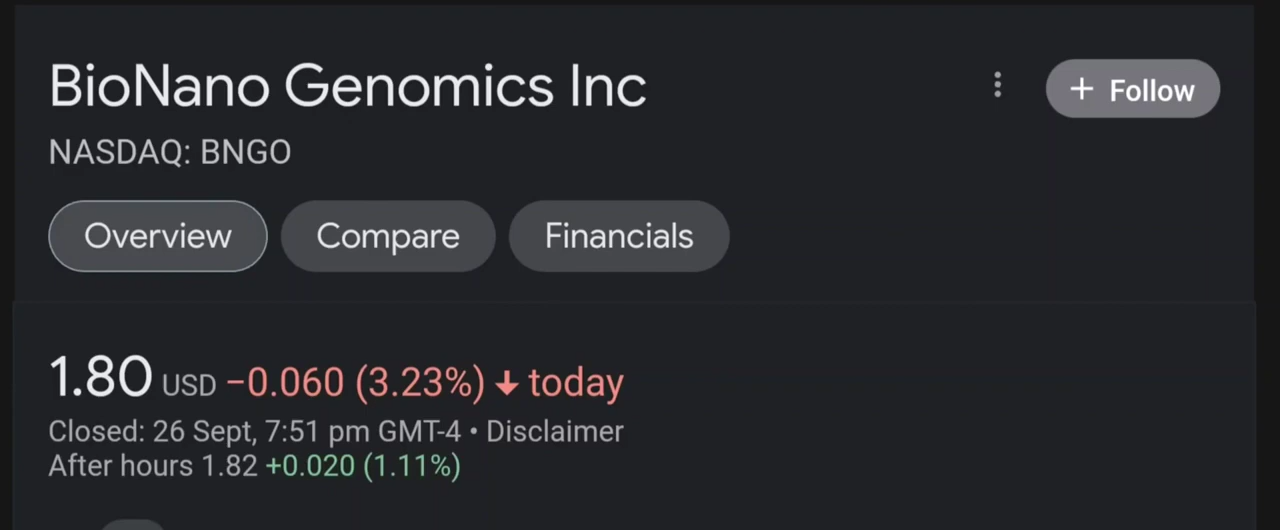 BioNano Genomics Inc
+ Follow
NASDAQ: BNGO
Overview Compare Financials
1.80 USD −0.060 (3.23%) ↓ today
Closed: 26 Sept, 7:51 pm GMT-4 • Disclaimer
After hours 1.82 +0.020 (1.11%)